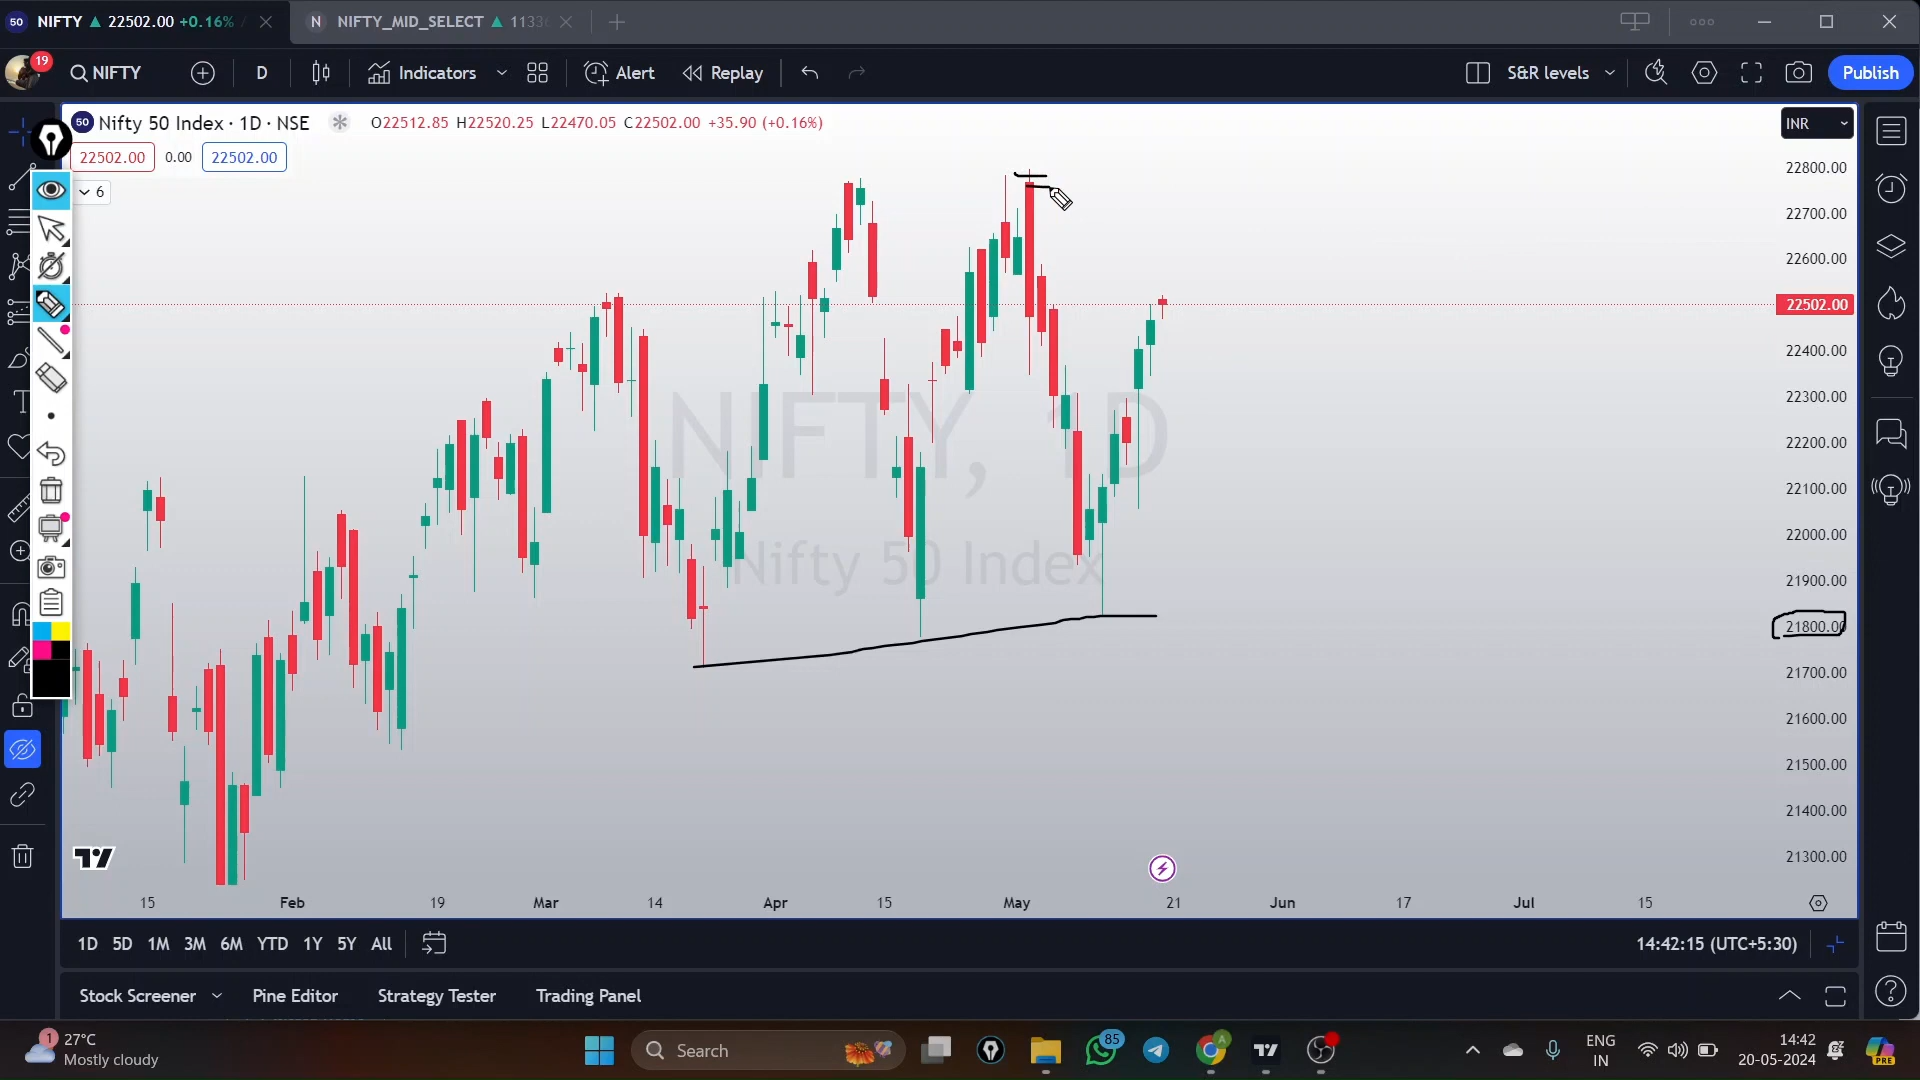 50 NIFTY ▲ 22502.00 +0.16% /
N NIFTY_MID_SELECT ▲
19
NIFTY
D
Indicators
Alert
Replay
S&R levels
Publish
50 Nifty 50 Index · 1D · NSE
O22512.85 H22520.25 L22470.05 C22502.00 +35.90 (+0.16%)
INR
22502.00 0.00 22502.00
6
22800.00
22700.00
22600.00
22502.00
22400.00
22300.00
22200.00
22100.00
22000.00
21900.00
21800.00
21700.00
21600.00
21500.00
21400.00
21300.00
NIFTY, 1D
Nifty 50 Index
15 Feb 19 Mar 14 Apr 15 May 21 Jun 17 Jul 15
1D 5D 1M 3M 6M YTD 1Y 5Y All
14:42:15 (UTC+5:30)
Stock Screener Pine Editor Strategy Tester Trading Panel
1
27°C
Mostly cloudy
Search
85
A
ENG
IN
14:42
20-05-2024
PRE